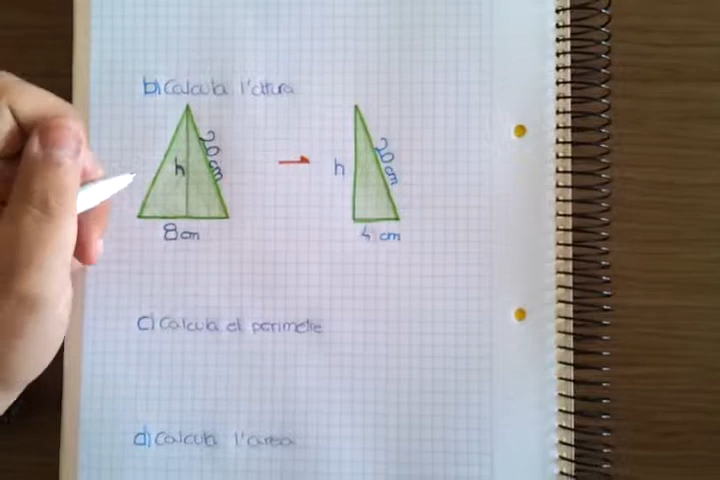 b) Calcula l'altura
20 cm
h
8 cm
h
20 cm
4 cm
c) Calcula el perímetre
d) Calcula l'àrea